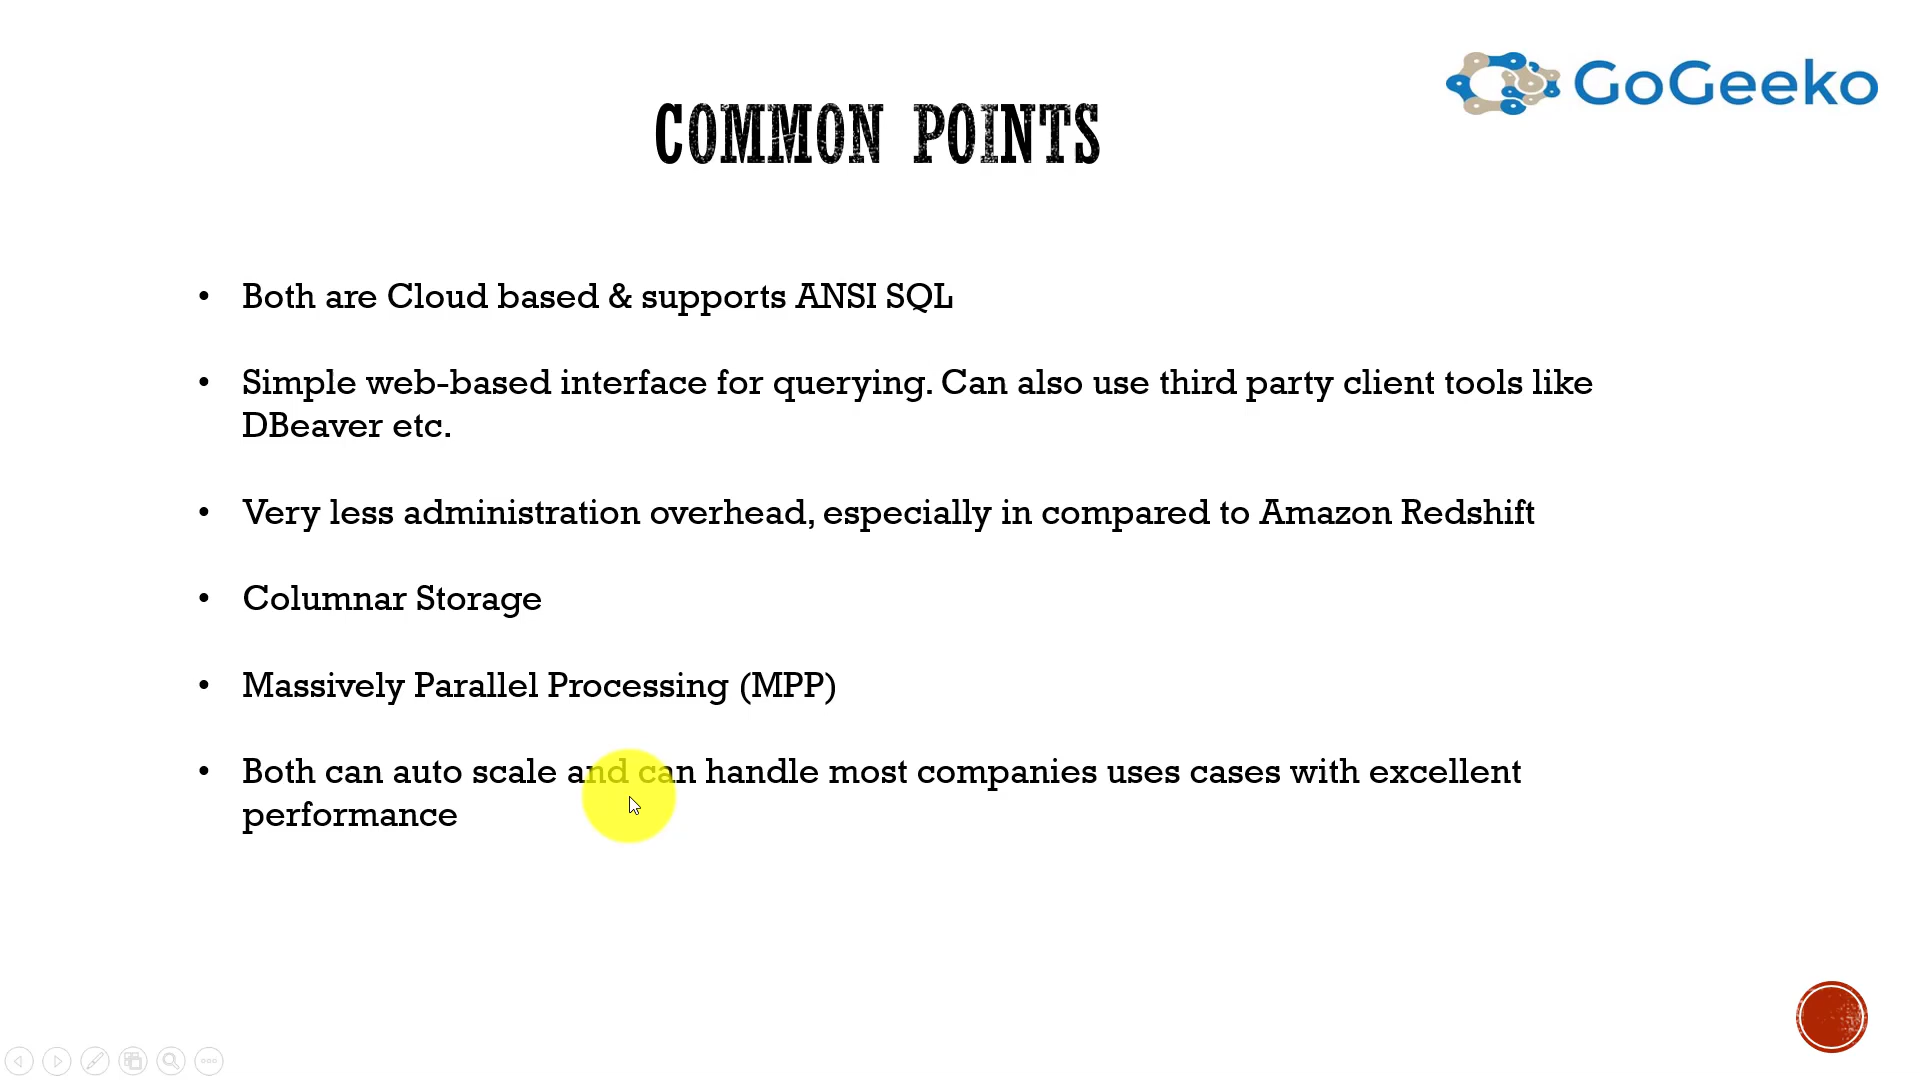 GoGeeko
COMMON POINTS
• Both are Cloud based & supports ANSI SQL
• Simple web-based interface for querying. Can also use third party client tools like
DBeaver etc.
• Very less administration overhead, especially in compared to Amazon Redshift
• Columnar Storage
• Massively Parallel Processing (MPP)
• Both can auto scale and can handle most companies uses cases with excellent
performance